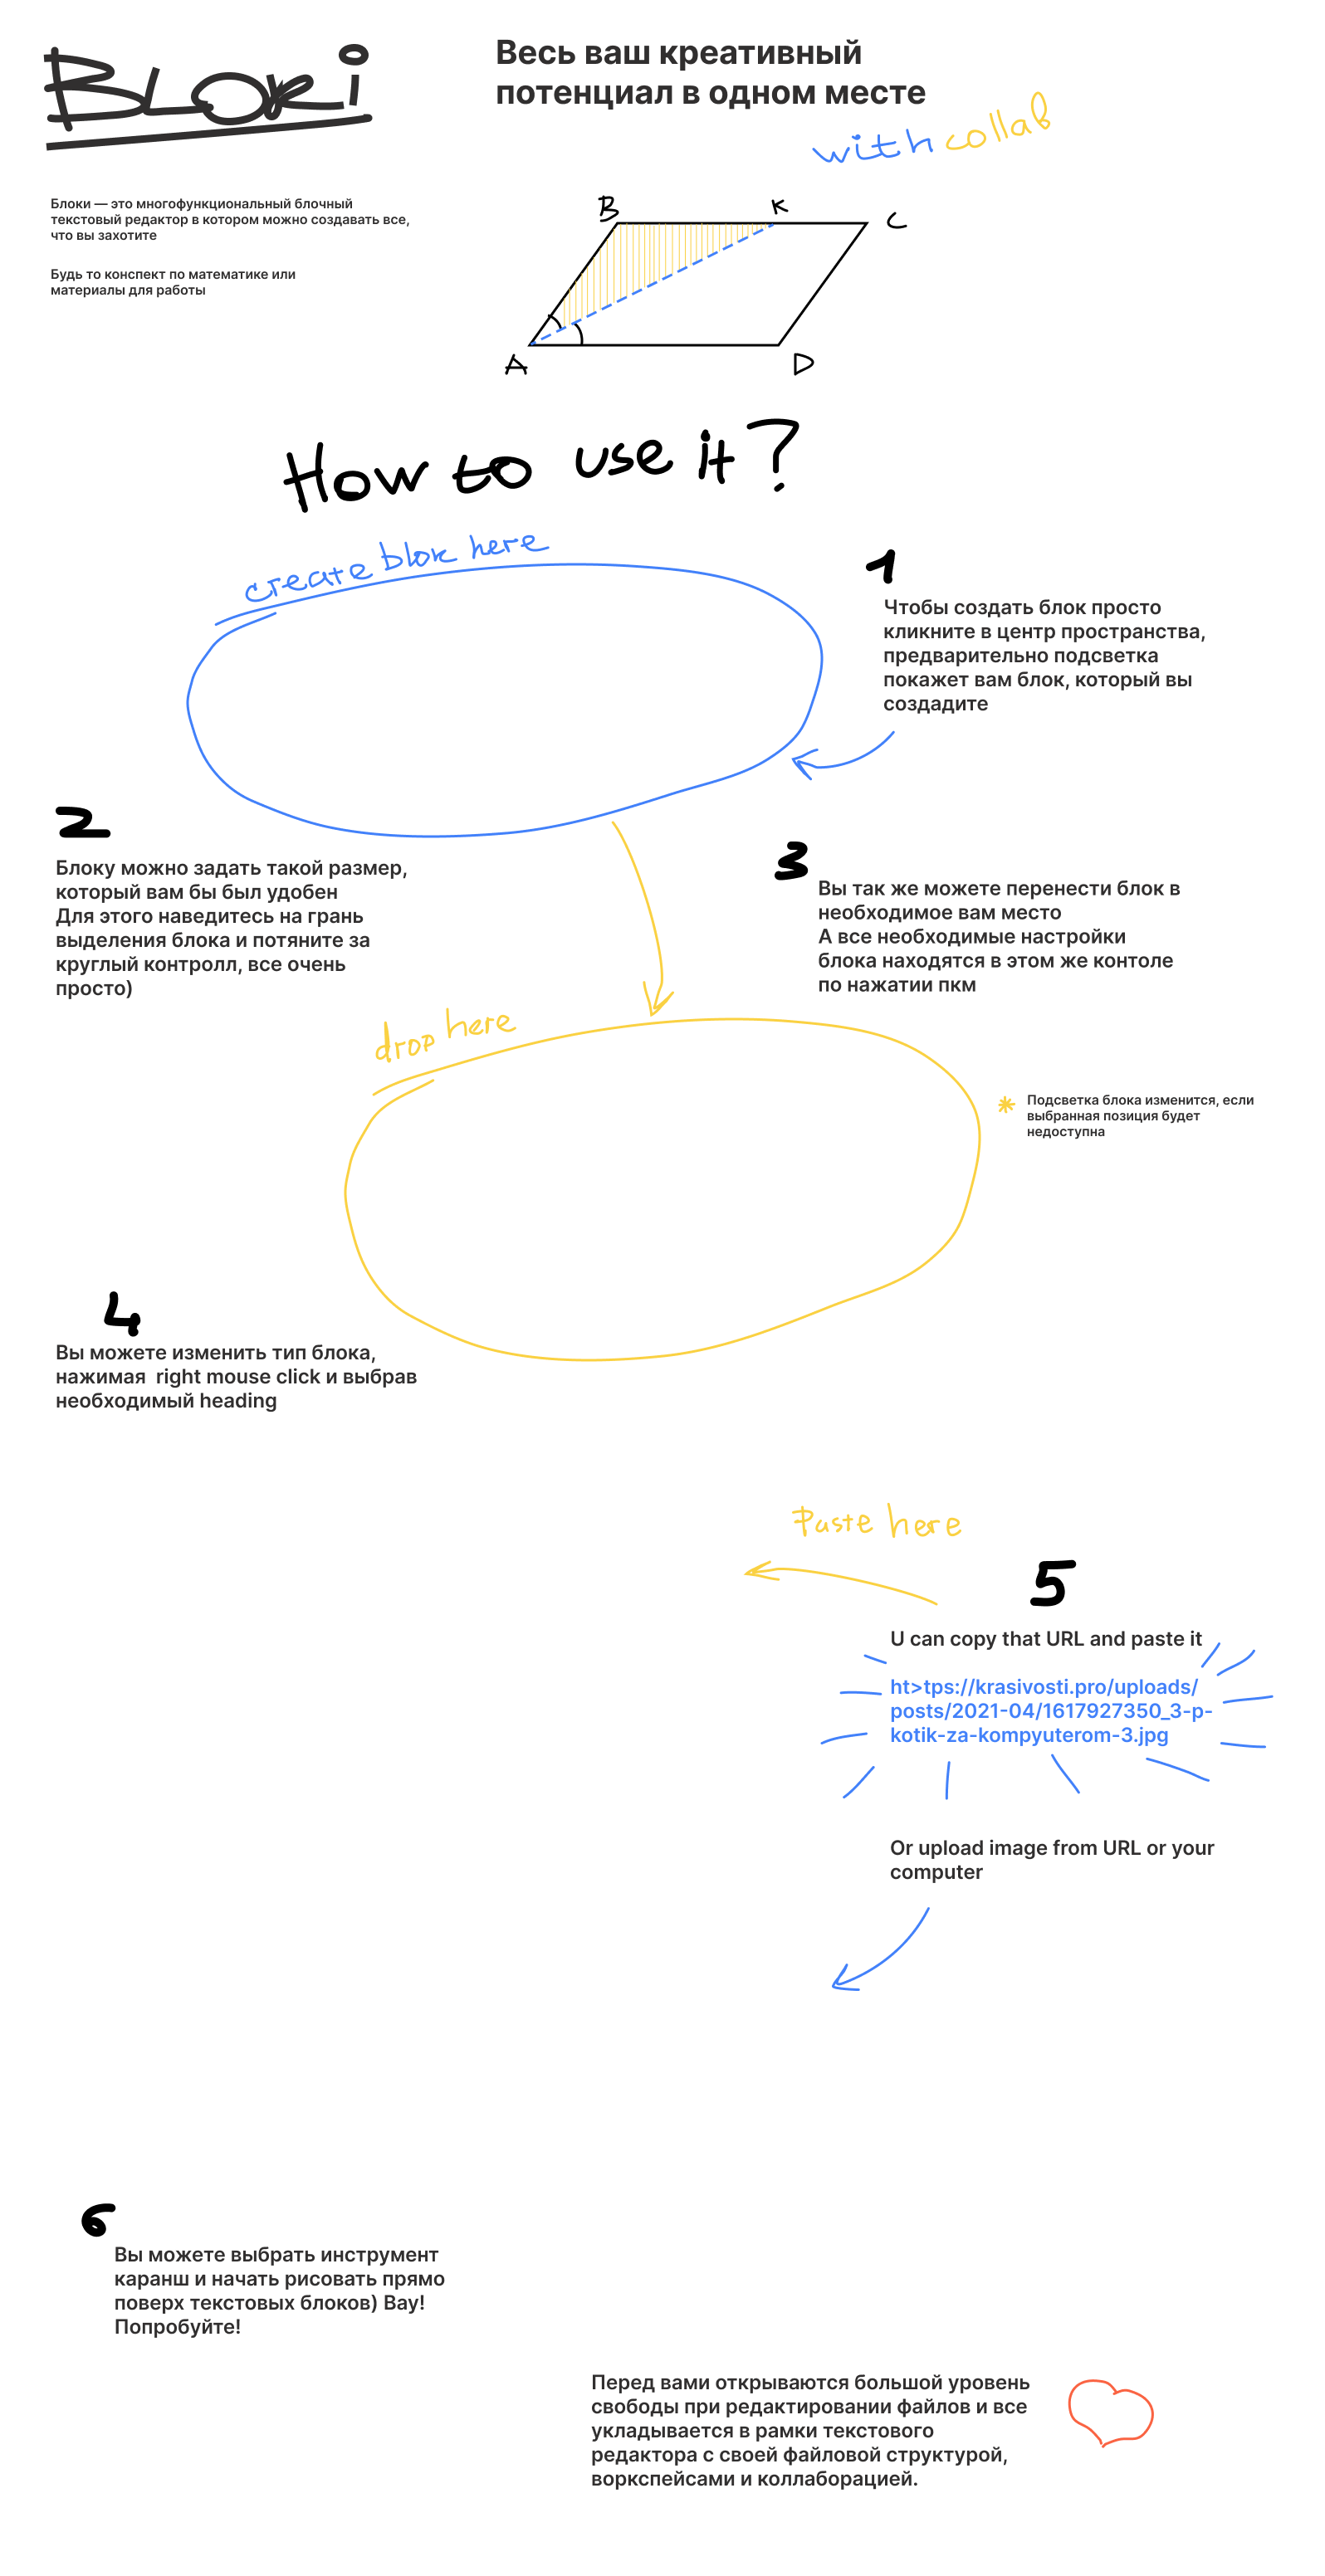 BLOKi
Весь ваш креативный
потенциал в одном месте
with collab
Блоки — это многофункциональный блочный
текстовый редактор в котором можно создавать все,
что вы захотите
Будь то конспект по математике или
материалы для работы
B
K
C
A
D
How to use it?
create blok here
1
Чтобы создать блок просто
кликните в центр пространства,
предварительно подсветка
покажет вам блок, который вы
создадите
2
Блоку можно задать такой размер,
который вам бы был удобен
Для этого наведитесь на грань
выделения блока и потяните за
круглый контролл, все очень
просто)
3
Вы так же можете перенести блок в
необходимое вам место
А все необходимые настройки
блока находятся в этом же контоле
по нажатии пкм
drop here
Подсветка блока изменится, если
выбранная позиция будет
недоступна
4
Вы можете изменить тип блока,
нажимая  right mouse click и выбрав
необходимый heading
Paste here
5
U can copy that URL and paste it
ht>tps://krasivosti.pro/uploads/
posts/2021-04/1617927350_3-p-
kotik-za-kompyuterom-3.jpg
Or upload image from URL or your
computer
6
Вы можете выбрать инструмент
каранш и начать рисовать прямо
поверх текстовых блоков) Вау!
Попробуйте!
Перед вами открываются большой уровень
свободы при редактировании файлов и все
укладывается в рамки текстового
редактора с своей файловой структурой,
воркспейсами и коллаборацией.